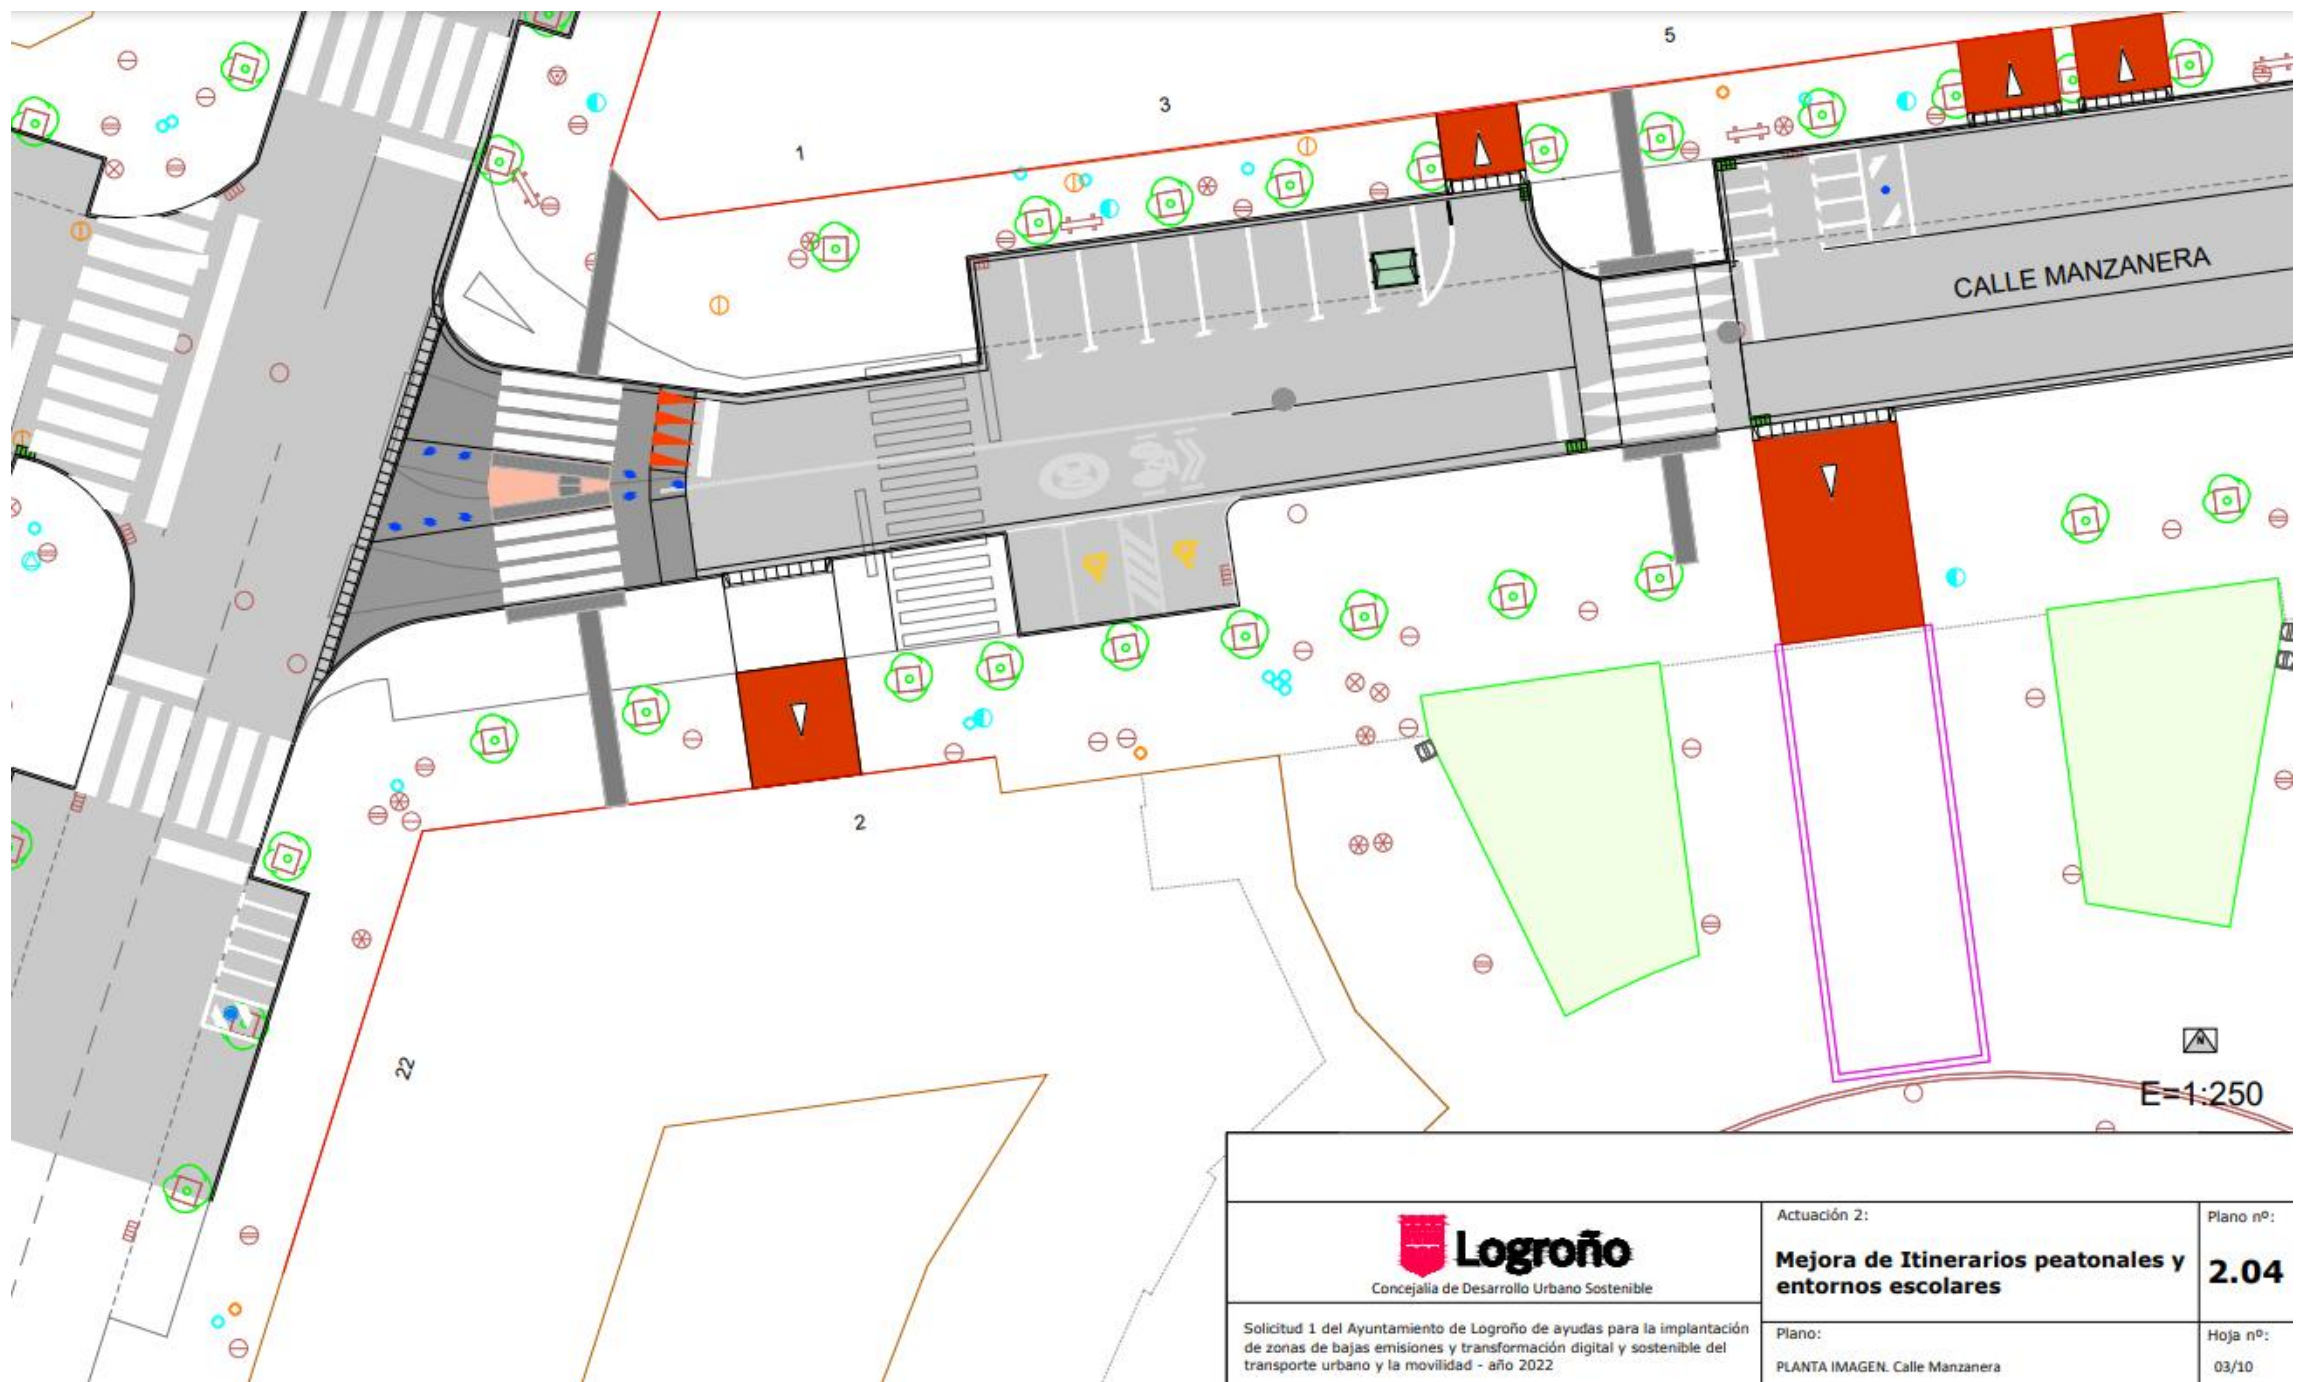 5
3
1
CALLE MANZANERA
2
22
N
E=1:250
Logroño
Concejalía de Desarrollo Urbano Sostenible
Solicitud 1 del Ayuntamiento de Logroño de ayudas para la implantación
de zonas de bajas emisiones y transformación digital y sostenible del
transporte urbano y la movilidad - año 2022
Actuación 2:
Mejora de Itinerarios peatonales y
entornos escolares
Plano:
PLANTA IMAGEN. Calle Manzanera
Plano nº:
2.04
Hoja nº:
03/10